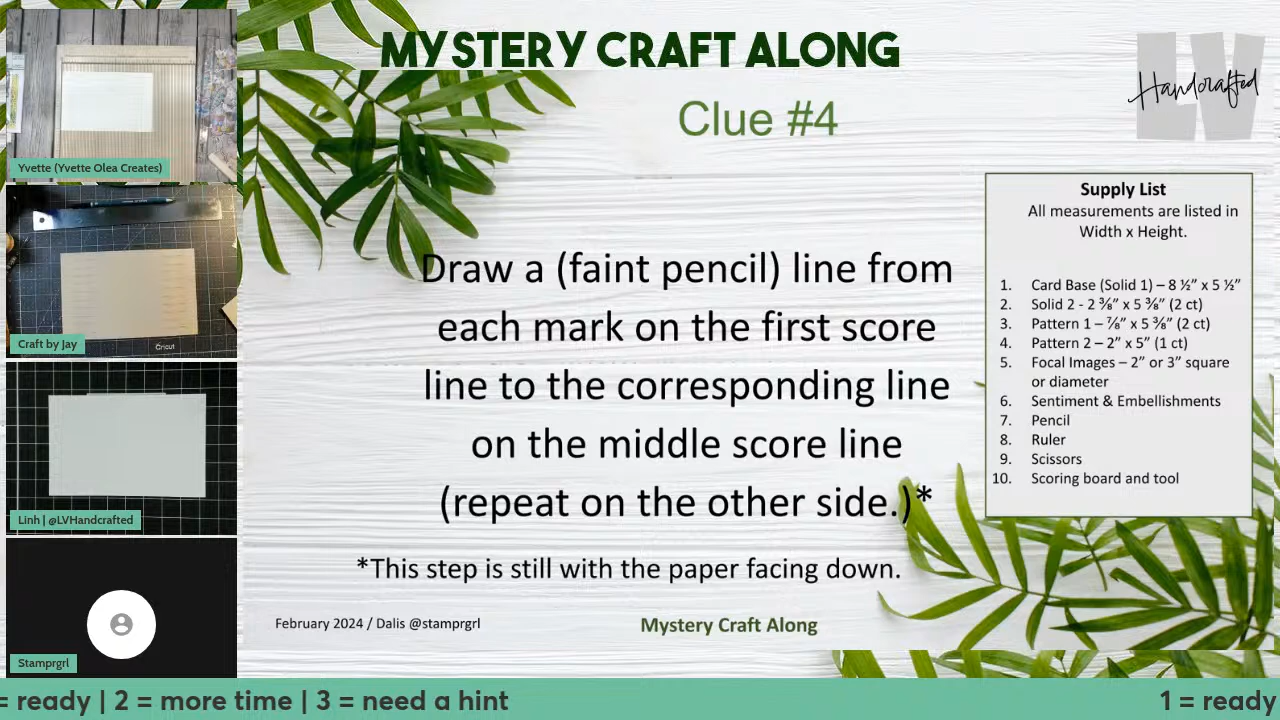 MYSTERY CRAFT ALONG
Handcrafted
Clue #4
Yvette (Yvette Olea Creates)
Craft by Jay
cricut
Linh | @LVHandcrafted
Stamprgrl
Draw a (faint pencil) line from
each mark on the first score
line to the corresponding line
on the middle score line
(repeat on the other side.)*
*This step is still with the paper facing down.
Supply List
All measurements are listed in
Width x Height.
1. Card Base (Solid 1) – 8 ½” x 5 ½”
2. Solid 2 - 2 ⅜” x 5 ⅜” (2 ct)
3. Pattern 1 – ⅞” x 5 ⅜” (2 ct)
4. Pattern 2 – 2” x 5” (1 ct)
5. Focal Images – 2” or 3” square
or diameter
6. Sentiment & Embellishments
7. Pencil
8. Ruler
9. Scissors
10. Scoring board and tool
February 2024 / Dalis @stamprgrl
Mystery Craft Along
= ready | 2 = more time | 3 = need a hint
1 = ready